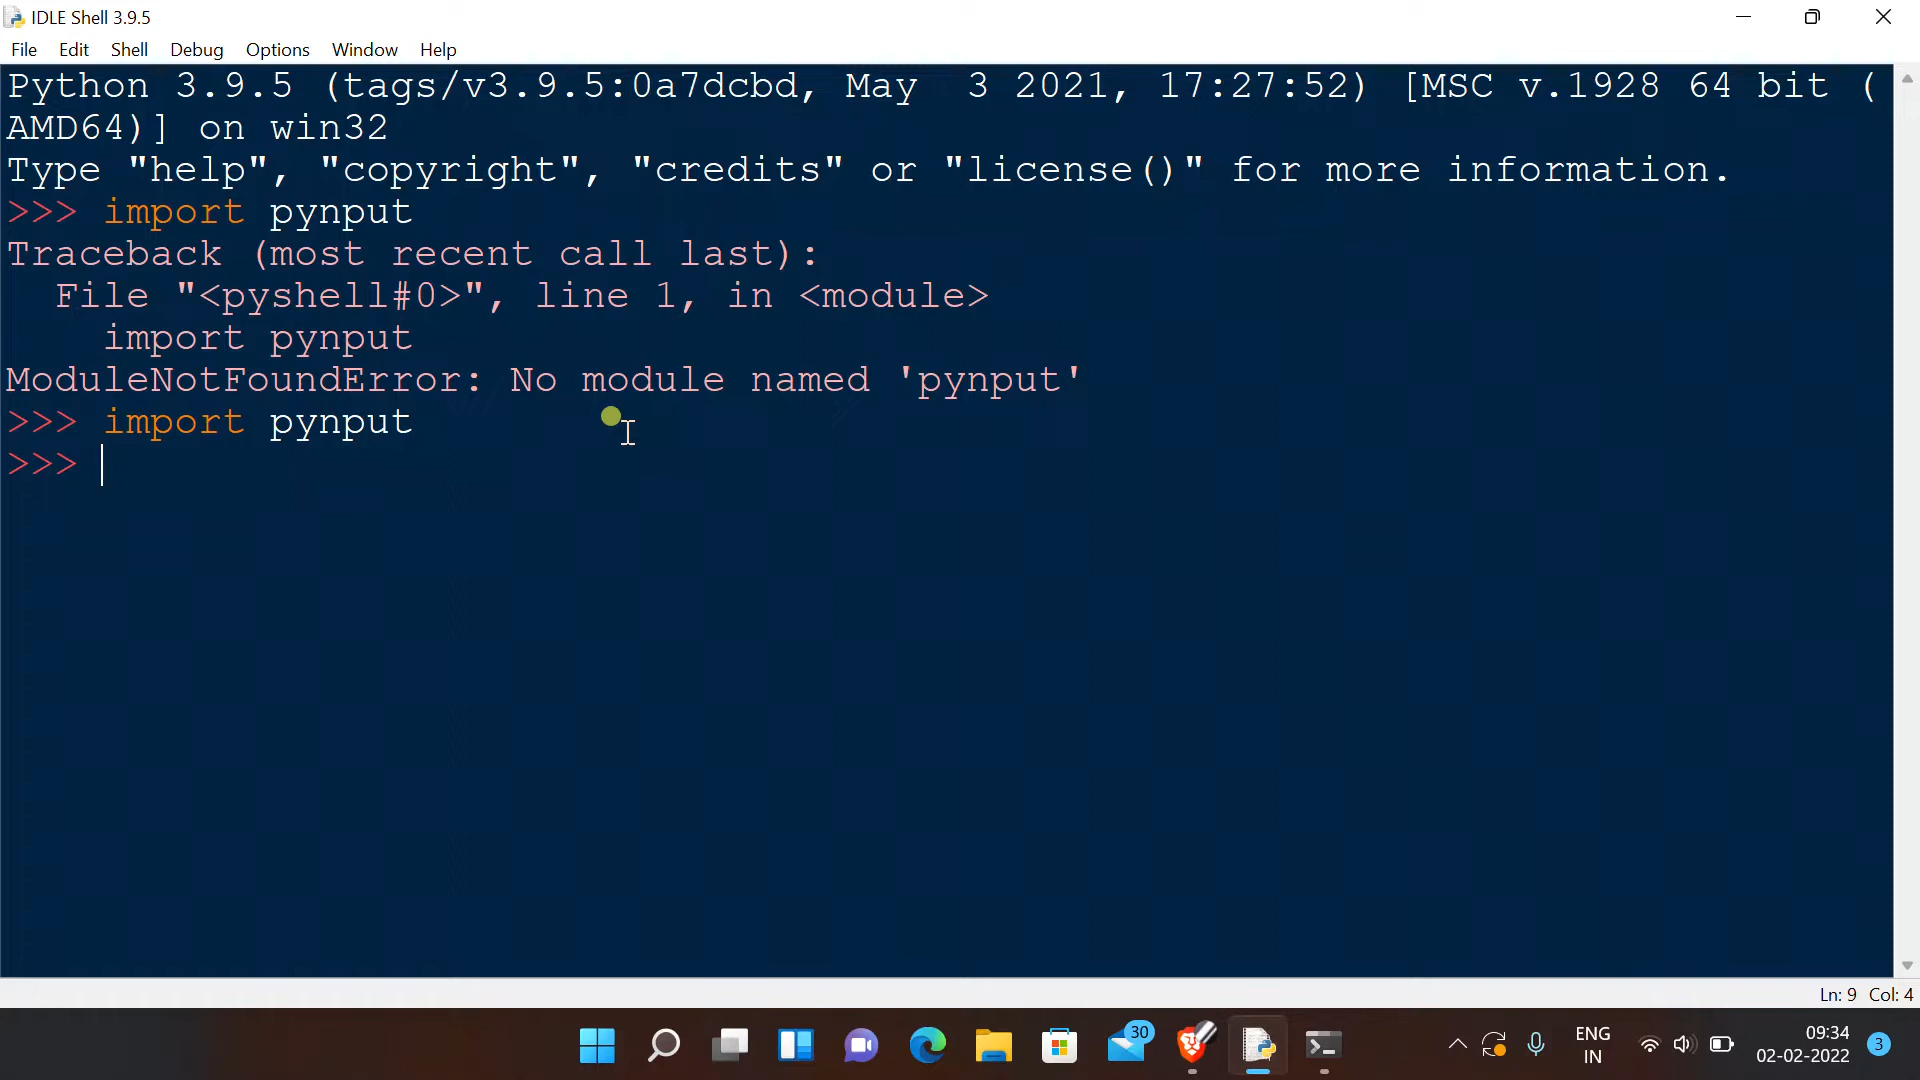 IDLE Shell 3.9.5
File Edit Shell Debug Options Window Help
Python 3.9.5 (tags/v3.9.5:0a7dcbd, May  3 2021, 17:27:52) [MSC v.1928 64 bit (
AMD64)] on win32
Type "help", "copyright", "credits" or "license()" for more information.
>>> import pynput
Traceback (most recent call last):
  File "<pyshell#0>", line 1, in <module>
    import pynput
ModuleNotFoundError: No module named 'pynput'
>>> import pynput
>>>
Ln: 9 Col: 4
30
ENG
IN
09:34
02-02-2022
3